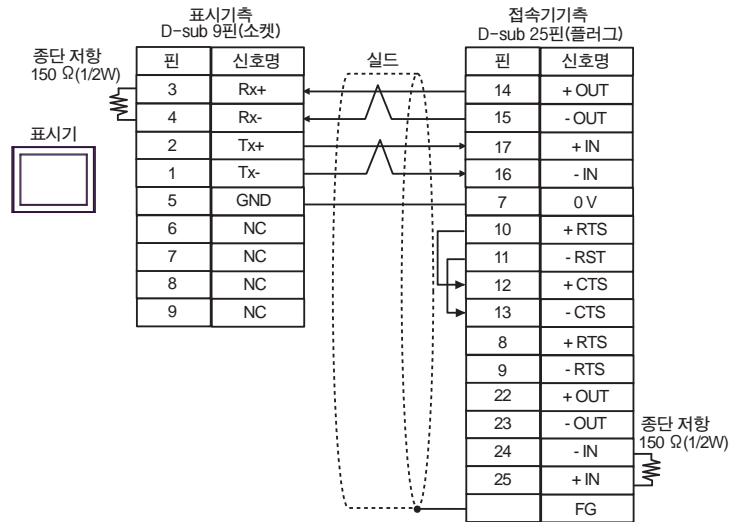 표시기측
D-sub 9핀(소켓)
접속기기측
D-sub 25핀(플러그)
종단 저항
150 Ω(1/2W)
표시기
실드
핀 신호명
3 Rx+
4 Rx-
2 Tx+
1 Tx-
5 GND
6 NC
7 NC
8 NC
9 NC
핀 신호명
14 + OUT
15 - OUT
17 + IN
16 - IN
7 0 V
10 + RTS
11 - RST
12 + CTS
13 - CTS
8 + RTS
9 - RTS
22 + OUT
23 - OUT
24 - IN
25 + IN
FG
종단 저항
150 Ω(1/2W)